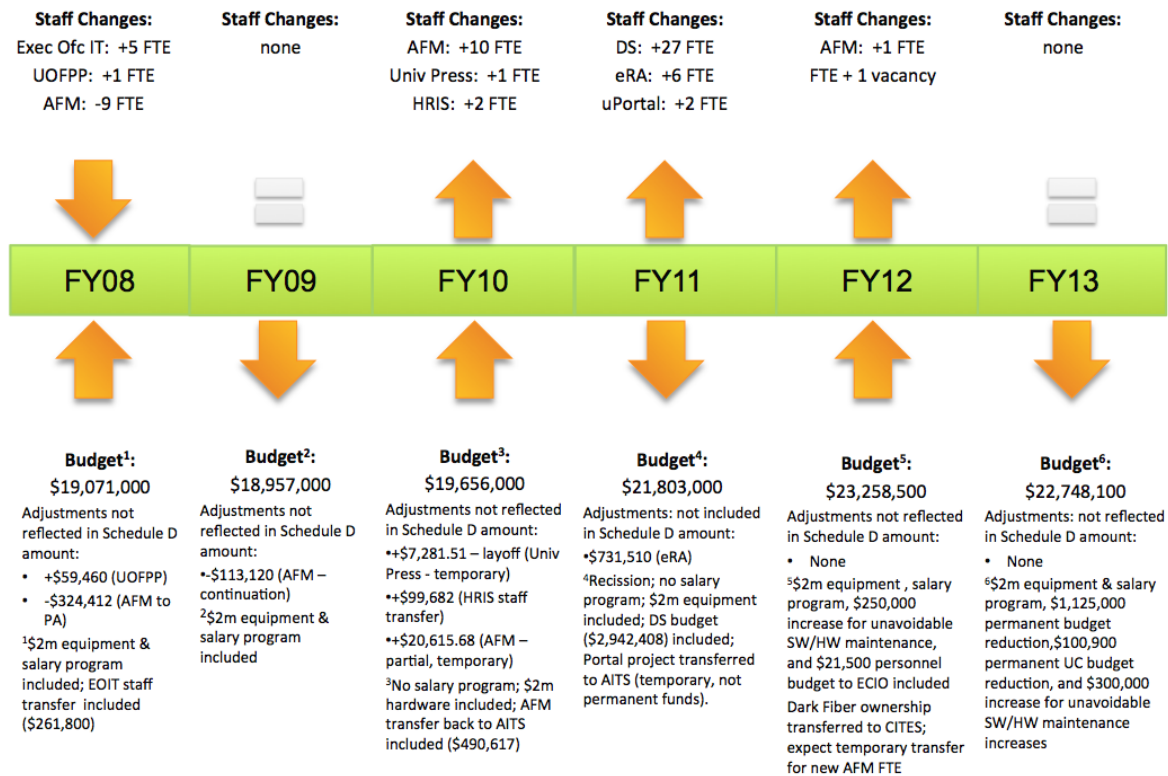 Staff Changes:
Exec Ofc IT: +5 FTE
UOFPP: +1 FTE
AFM: -9 FTE
Staff Changes:
none
Staff Changes:
AFM: +10 FTE
Univ Press: +1 FTE
HRIS: +2 FTE
Staff Changes:
DS: +27 FTE
eRA: +6 FTE
uPortal: +2 FTE
Staff Changes:
AFM: +1 FTE
FTE + 1 vacancy
Staff Changes:
none
FY08
FY09
FY10
FY11
FY12
FY13
Budget¹:
$19,071,000
Adjustments not
reflected in Schedule D
amount:
• +$59,460 (UOFPP)
• -$324,412 (AFM to
PA)
¹$2m equipment &
salary program
included; EOIT staff
transfer included
($261,800)
Budget²:
$18,957,000
Adjustments not
reflected in Schedule D
amount:
•-$113,120 (AFM –
continuation)
²$2m equipment &
salary program
included
Budget³:
$19,656,000
Adjustments not reflected
in Schedule D amount:
•+$7,281.51 – layoff (Univ
Press - temporary)
•+$99,682 (HRIS staff
transfer)
•+$20,615.68 (AFM –
partial, temporary)
³No salary program; $2m
hardware included; AFM
transfer back to AITS
included ($490,617)
Budget⁴:
$21,803,000
Adjustments: not included
in Schedule D amount:
•$731,510 (eRA)
⁴Recission; no salary
program; $2m equipment
included; DS budget
($2,942,408) included;
Portal project transferred
to AITS (temporary, not
permanent funds).
Budget⁵:
$23,258,500
Adjustments not reflected
in Schedule D amount:
• None
⁵$2m equipment , salary
program, $250,000
increase for unavoidable
SW/HW maintenance,
and $21,500 personnel
budget to ECIO included
Dark Fiber ownership
transferred to CITES;
expect temporary transfer
for new AFM FTE
Budget⁶:
$22,748,100
Adjustments: not reflected
in Schedule D amount:
• None
⁶$2m equipment & salary
program, $1,125,000
permanent budget
reduction,$100,900
permanent UC budget
reduction, and $300,000
increase for unavoidable
SW/HW maintenance
increases